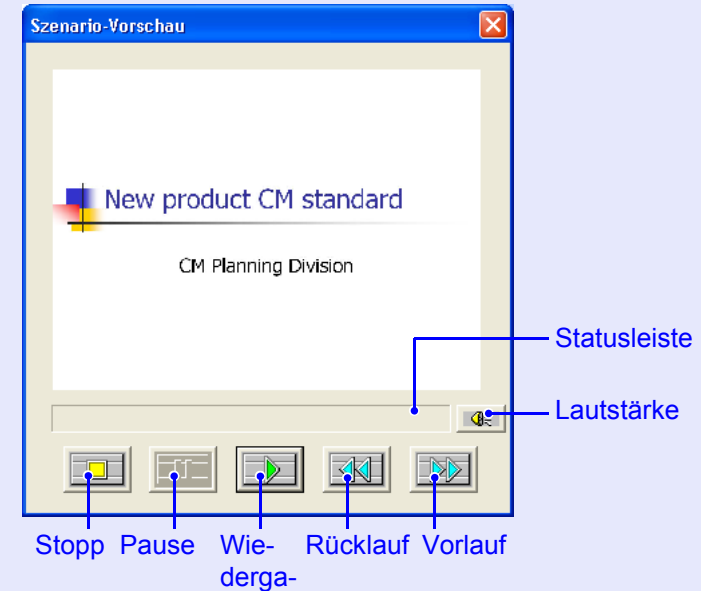 Szenario-Vorschau
New product CM standard
CM Planning Division
Statusleiste
Lautstärke
Stopp Pause Wie- Rücklauf Vorlauf
derga-